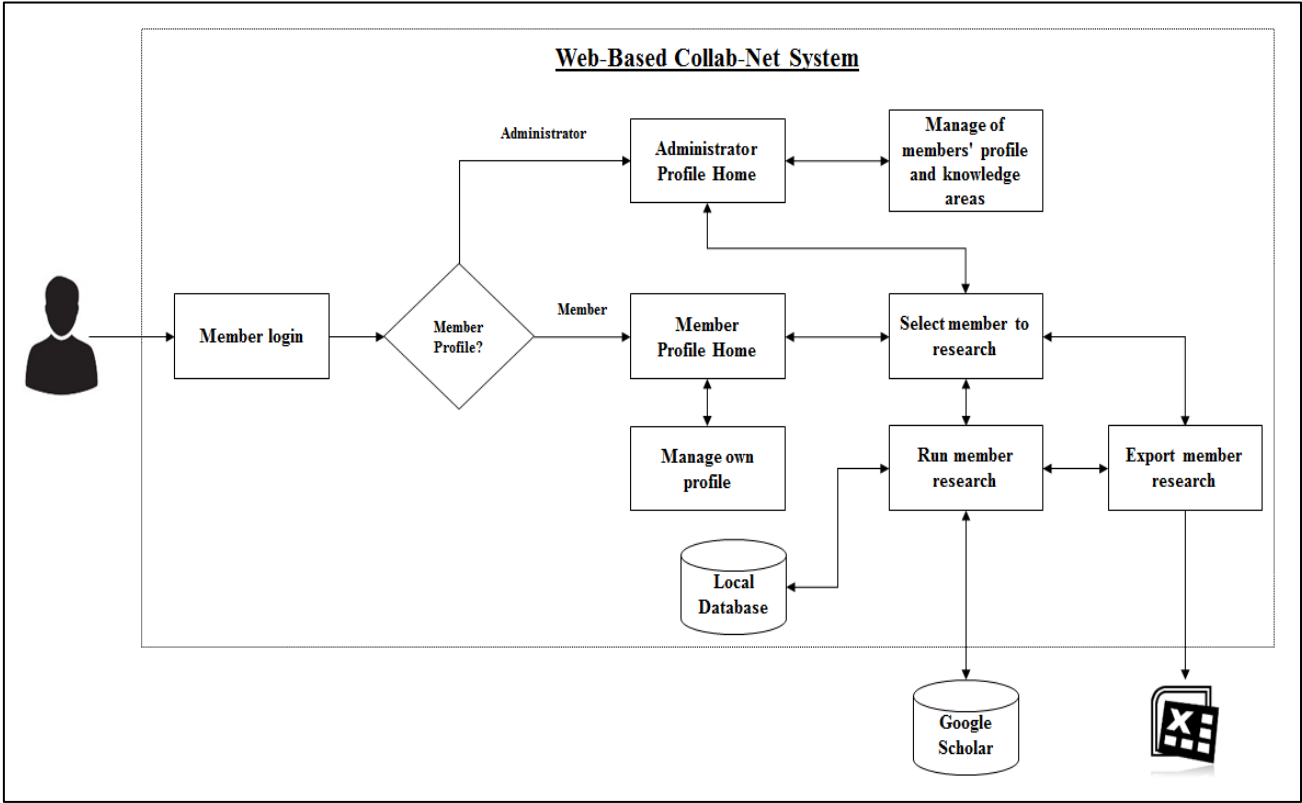 Web-Based Collab-Net System
Administrator
Administrator
Profile Home
Manage of
members' profile
and knowledge
areas
Member login
Member
Profile?
Member
Member
Profile Home
Select member to
research
Manage own
profile
Run member
research
Export member
research
Local
Database
Google
Scholar
X